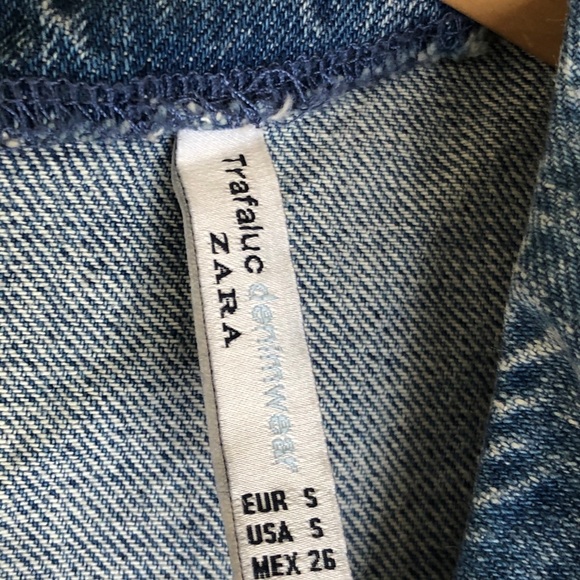 Trafaluc denimwear
ZARA
EUR S
USA S
MEX 26